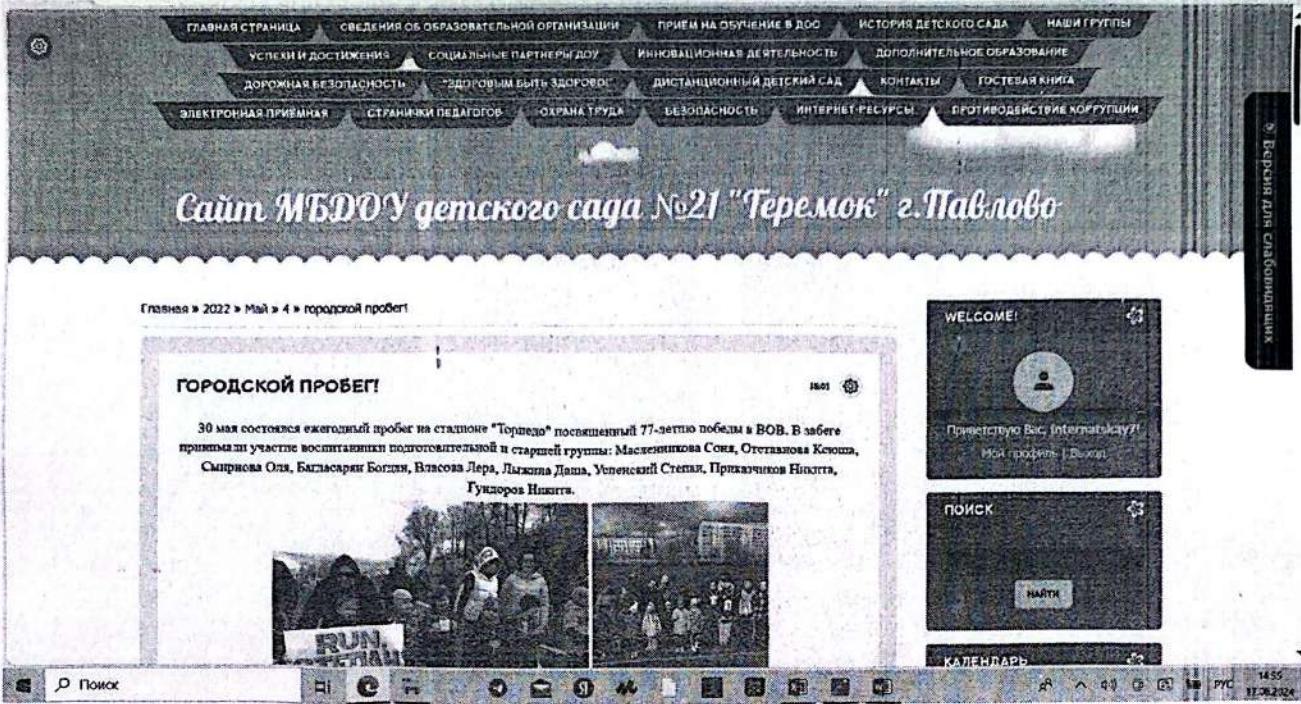 ГЛАВНАЯ СТРАНИЦА СВЕДЕНИЯ ОБ ОБРАЗОВАТЕЛЬНОЙ ОРГАНИЗАЦИИ ПРИЕМ НА ОБУЧЕНИЕ В ДОО ИСТОРИЯ ДЕТСКОГО САДА НАШИ ГРУППЫ
УСПЕХИ И ДОСТИЖЕНИЯ СОЦИАЛЬНЫЕ ПАРТНЕРЫ ДОУ ИННОВАЦИОННАЯ ДЕЯТЕЛЬНОСТЬ ДОПОЛНИТЕЛЬНОЕ ОБРАЗОВАНИЕ
ДОРОЖНАЯ БЕЗОПАСНОСТЬ "ЗДОРОВЫМ БЫТЬ ЗДОРОВО!" ДИСТАНЦИОННЫЙ ДЕТСКИЙ САД КОНТАКТЫ ГОСТЕВАЯ КНИГА
ЭЛЕКТРОННАЯ ПРИЕМНАЯ СТРАНИЧКИ ПЕДАГОГОВ ОХРАНА ТРУДА БЕЗОПАСНОСТЬ ИНТЕРНЕТ-РЕСУРСЫ ПРОТИВОДЕЙСТВИЕ КОРРУПЦИИ
Версия для слабовидящих
Сайт МБДОУ детского сада №21 "Теремок" г.Павлово
Главная » 2022 » Май » 4 » городской пробег!
ГОРОДСКОЙ ПРОБЕГ!
30 мая состоялся ежегодный пробег на стадионе "Торпедо" посвященный 77-летию победы в ВОВ. В забеге
принимали участие воспитанники подготовительной и старшей группы: Масленникова Соня, Отставнова Ксюша,
Смирнова Оля, Багласарян Богдан, Власова Лера, Лыжина Даша, Успенский Степан, Приказчиков Никита,
Гундоров Никита.
RUN,
WELCOME!
Приветствую Вас, internatskay7!
Мой профиль | Выход
ПОИСК
НАЙТИ
КАЛЕНДАРЬ
Поиск
РУС
14:55